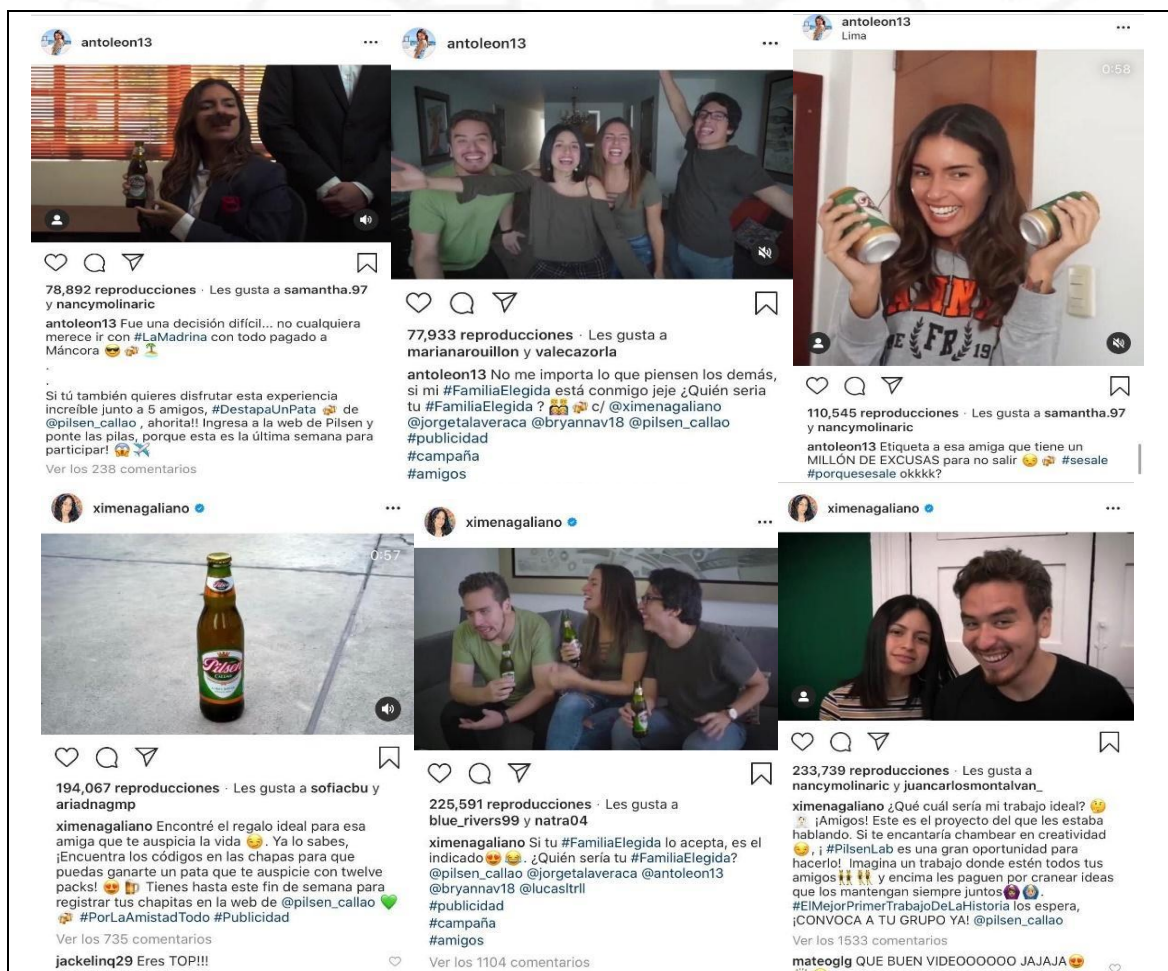 antoleon13
78,892 reproducciones · Les gusta a samantha.97
y nancymolinaric
antoleon13 Fue una decisión difícil... no cualquiera
merece ir con #LaMadrina con todo pagado a
Máncora 😎 🍻 🏝️
.
.
Si tú también quieres disfrutar esta experiencia
increíble junto a 5 amigos, #DestapaUnPata 🍻 de
@pilsen_callao , ahorita!! Ingresa a la web de Pilsen y
ponte las pilas, porque esta es la última semana para
participar! 😱 ✈️
Ver los 238 comentarios
antoleon13
77,933 reproducciones · Les gusta a
marianarouillon y valecazorla
antoleon13 No me importa lo que piensen los demás,
si mi #FamiliaElegida está conmigo jeje ¿Quién seria
tu #FamiliaElegida ? 👯 🍻 c/ @ximenagaliano
@jorgetalaveraca @bryannav18 @pilsen_callao
#publicidad
#campaña
#amigos
antoleon13
Lima
0:58
FR
19
110,545 reproducciones · Les gusta a samantha.97
y nancymolinaric
antoleon13 Etiqueta a esa amiga que tiene un
MILLÓN DE EXCUSAS para no salir 😏 🍻 #sesale
#porquesesale okkkk?
ximenagaliano
0:57
Pilsen
CALLAO
194,067 reproducciones · Les gusta a sofiacbu y
ariadnagmp
ximenagaliano Encontré el regalo ideal para esa
amiga que te auspicia la vida 😏. Ya lo sabes,
¡Encuentra los códigos en las chapas para que
puedas ganarte un pata que te auspicie con twelve
packs! 😍 🍺 Tienes hasta este fin de semana para
registrar tus chapitas en la web de @pilsen_callao 💚
🍻 #PorLaAmistadTodo #Publicidad
Ver los 735 comentarios
jackelinq29 Eres TOP!!!
ximenagaliano
225,591 reproducciones · Les gusta a
blue_rivers99 y natra04
ximenagaliano Si tu #FamiliaElegida lo acepta, es el
indicado😍😂. ¿Quién sería tu #FamiliaElegida?
@pilsen_callao @jorgetalaveraca @antoleon13
@bryannav18 @lucasltrll
#publicidad
#campaña
#amigos
Ver los 1104 comentarios
ximenagaliano
233,739 reproducciones · Les gusta a
nancymolinaric y juancarlosmontalvan_
ximenagaliano ¿Qué cuál sería mi trabajo ideal? 🤔
¡Amigos! Este es el proyecto del que les estaba
hablando. Si te encantaría chambear en creatividad
😏, ¡ #PilsenLab es una gran oportunidad para
hacerlo! Imagina un trabajo donde estén todos tus
amigos👯👯 y encima les paguen por cranear ideas
que los mantengan siempre juntos🙆🙆.
#ElMejorPrimerTrabajoDeLaHistoria los espera,
¡CONVOCA A TU GRUPO YA! @pilsen_callao
Ver los 1533 comentarios
mateoglg QUE BUEN VIDEOOOOOO JAJAJA😍